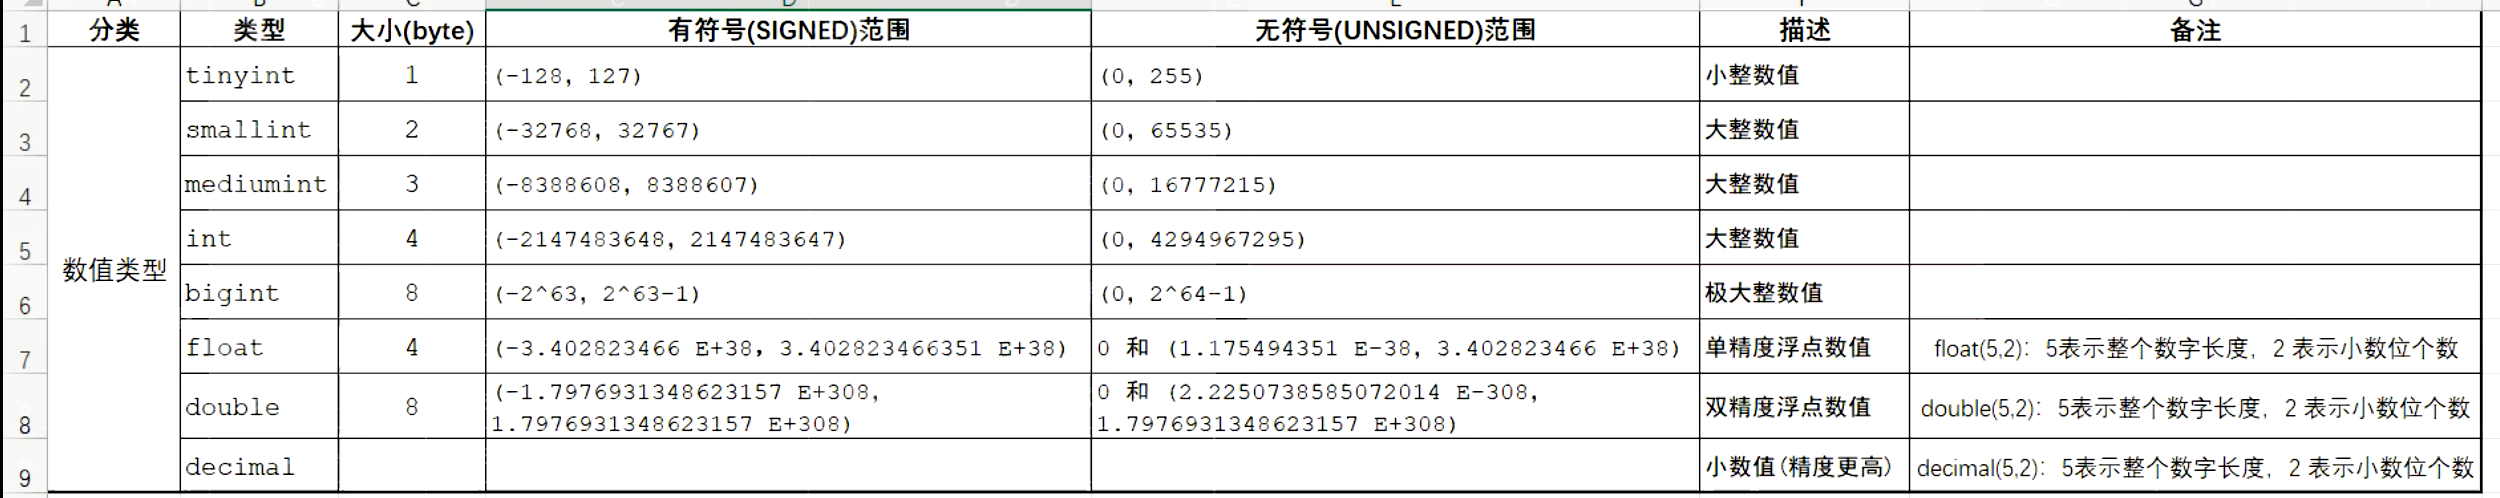 1 分类 类型 大小(byte) 有符号(SIGNED)范围 无符号(UNSIGNED)范围 描述 备注
2 tinyint 1 (-128, 127) (0, 255) 小整数值
3 smallint 2 (-32768, 32767) (0, 65535) 大整数值
4 mediumint 3 (-8388608, 8388607) (0, 16777215) 大整数值
5 int 4 (-2147483648, 2147483647) (0, 4294967295) 大整数值
数值类型
6 bigint 8 (-2^63, 2^63-1) (0, 2^64-1) 极大整数值
7 float 4 (-3.402823466 E+38, 3.402823466351 E+38) 0 和 (1.175494351 E-38, 3.402823466 E+38) 单精度浮点数值 float(5,2)：5表示整个数字长度，2 表示小数位个数
8 double 8 (-1.7976931348623157 E+308, 1.7976931348623157 E+308) 0 和 (2.2250738585072014 E-308, 1.7976931348623157 E+308) 双精度浮点数值 double(5,2)：5表示整个数字长度，2 表示小数位个数
9 decimal 小数值(精度更高) decimal(5,2)：5表示整个数字长度，2 表示小数位个数